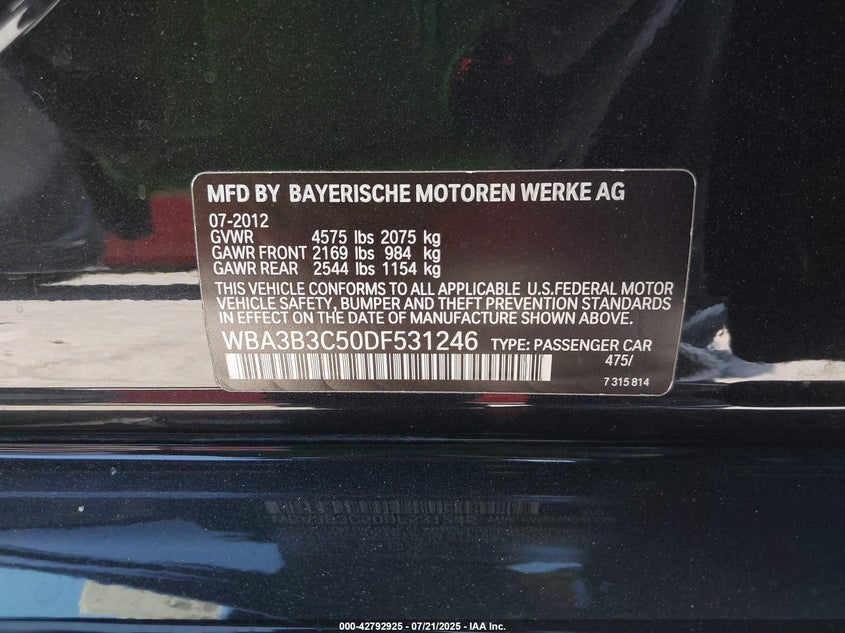 MFD BY BAYERISCHE MOTOREN WERKE AG
07-2012
GVWR 4575 lbs 2075 kg
GAWR FRONT 2169 lbs 984 kg
GAWR REAR 2544 lbs 1154 kg
THIS VEHICLE CONFORMS TO ALL APPLICABLE U.S.FEDERAL MOTOR
VEHICLE SAFETY, BUMPER AND THEFT PREVENTION STANDARDS
IN EFFECT ON THE DATE OF MANUFACTURE SHOWN ABOVE.
WBA3B3C50DF531246 TYPE: PASSENGER CAR
475/
7 315 814
000-42792925 - 07/21/2025 - IAA Inc.